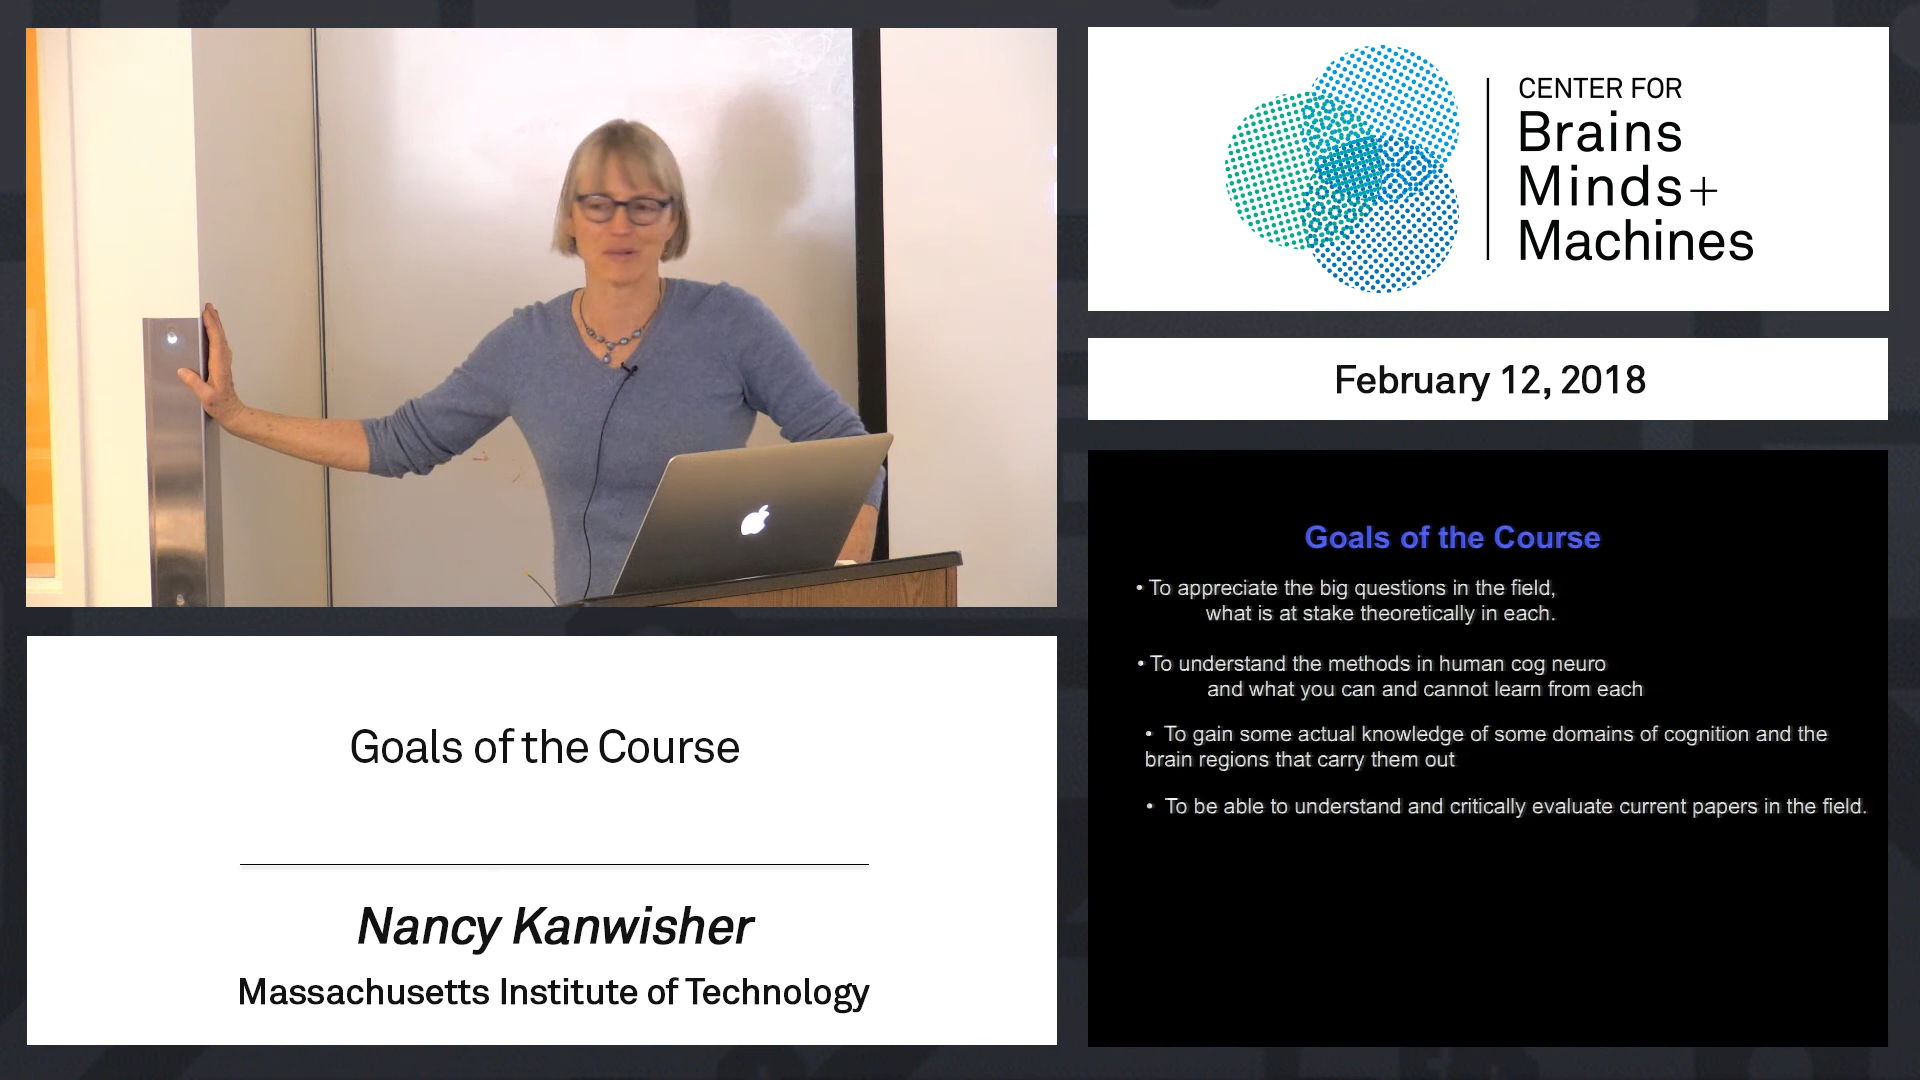 CENTER FOR
Brains
Minds+
Machines
February 12, 2018
Goals of the Course
• To appreciate the big questions in the field,
what is at stake theoretically in each.
• To understand the methods in human cog neuro
and what you can and cannot learn from each
• To gain some actual knowledge of some domains of cognition and the
brain regions that carry them out
• To be able to understand and critically evaluate current papers in the field.
Goals of the Course
Nancy Kanwisher
Massachusetts Institute of Technology